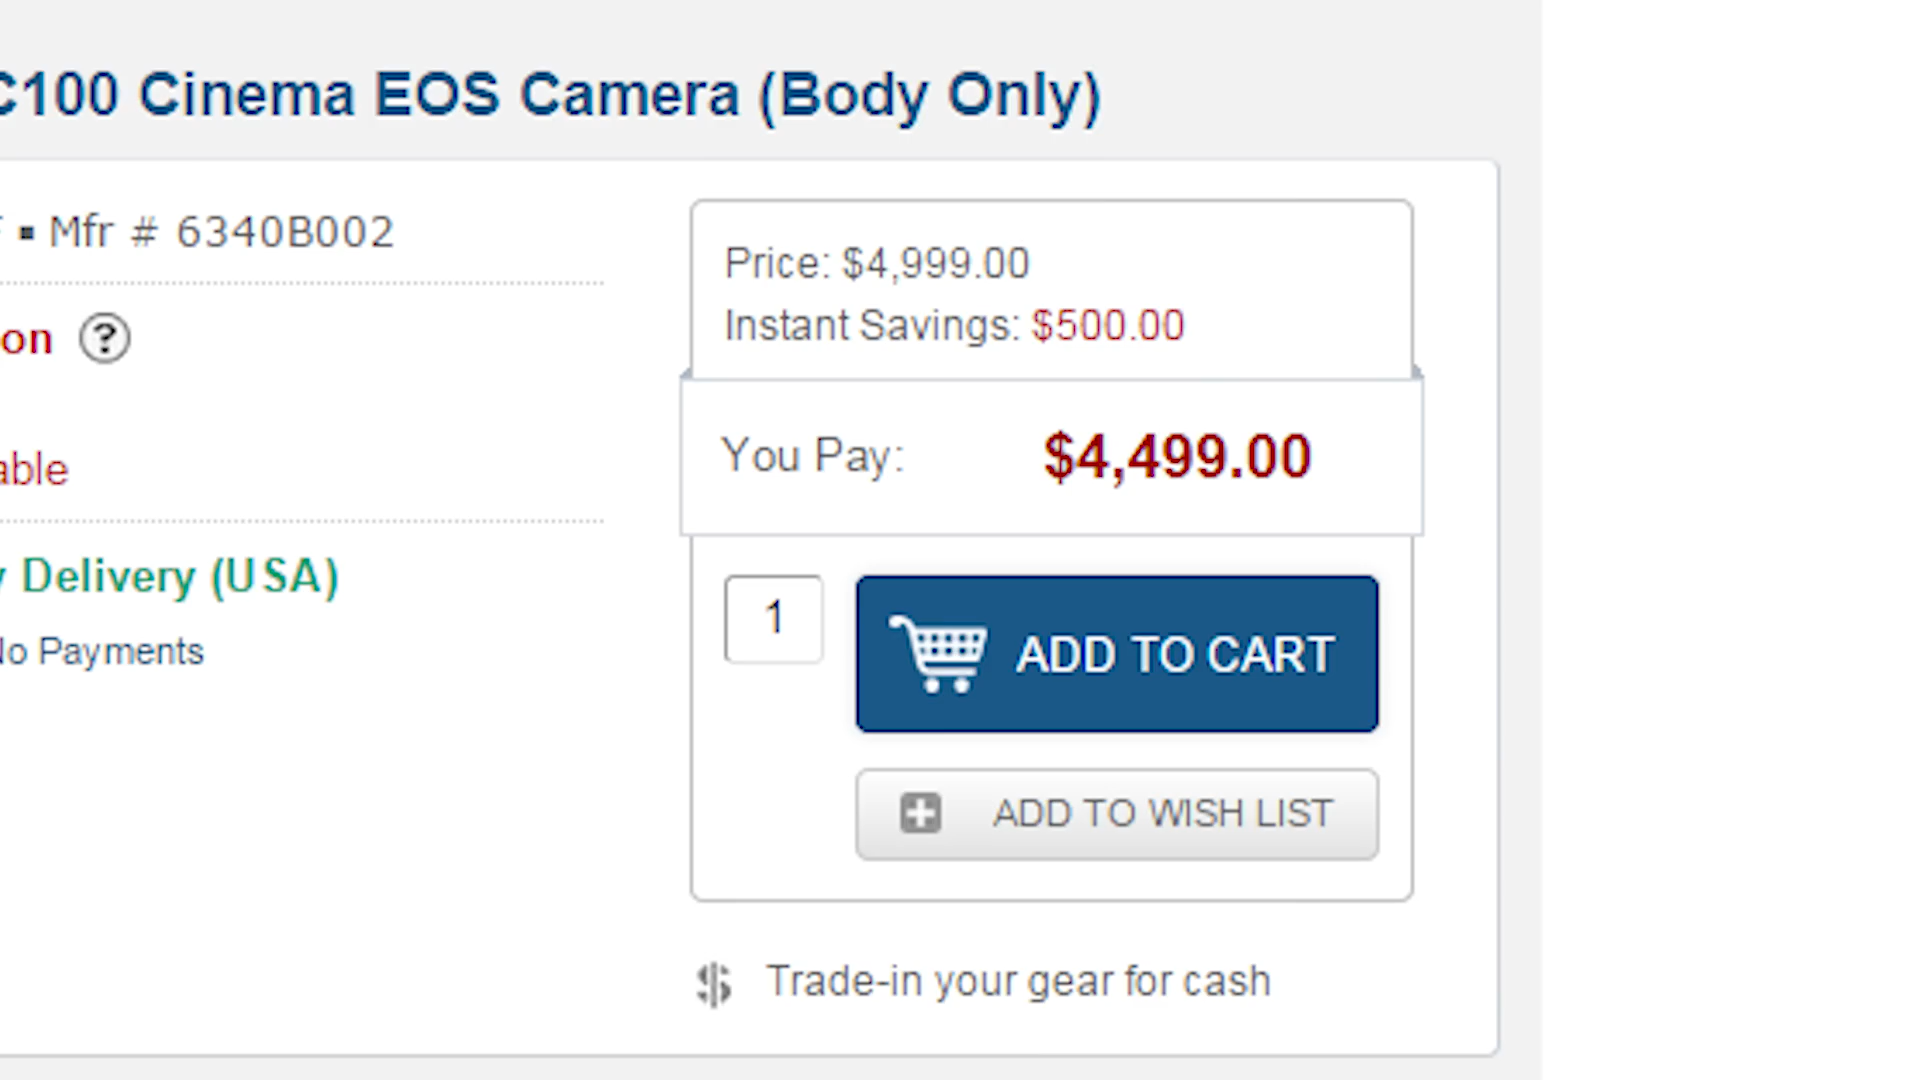 C100 Cinema EOS Camera (Body Only)
▪ Mfr # 6340B002
Price: $4,999.00
Instant Savings: $500.00
on ?
You Pay: $4,499.00
able
y Delivery (USA)
1
ADD TO CART
No Payments
ADD TO WISH LIST
Trade-in your gear for cash